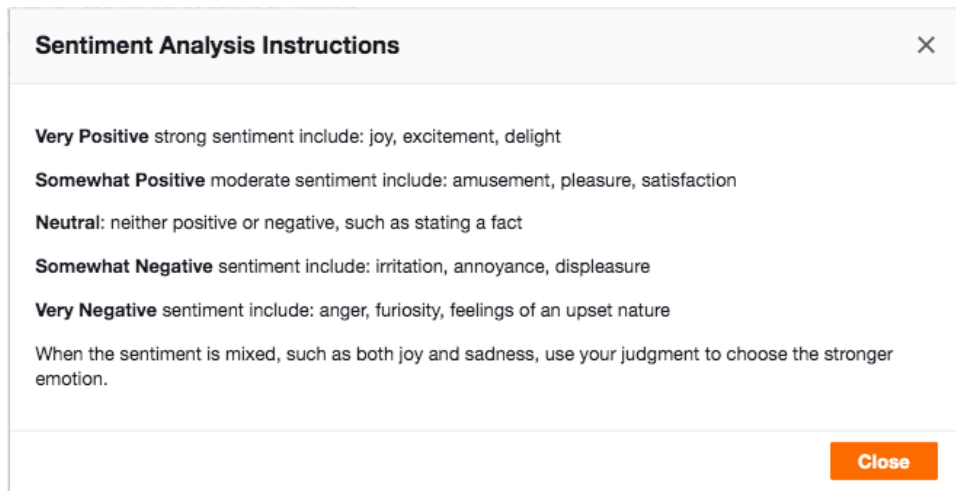 Sentiment Analysis Instructions
Very Positive strong sentiment include: joy, excitement, delight
Somewhat Positive moderate sentiment include: amusement, pleasure, satisfaction
Neutral: neither positive or negative, such as stating a fact
Somewhat Negative sentiment include: irritation, annoyance, displeasure
Very Negative sentiment include: anger, furiosity, feelings of an upset nature
When the sentiment is mixed, such as both joy and sadness, use your judgment to choose the stronger
emotion.
Close